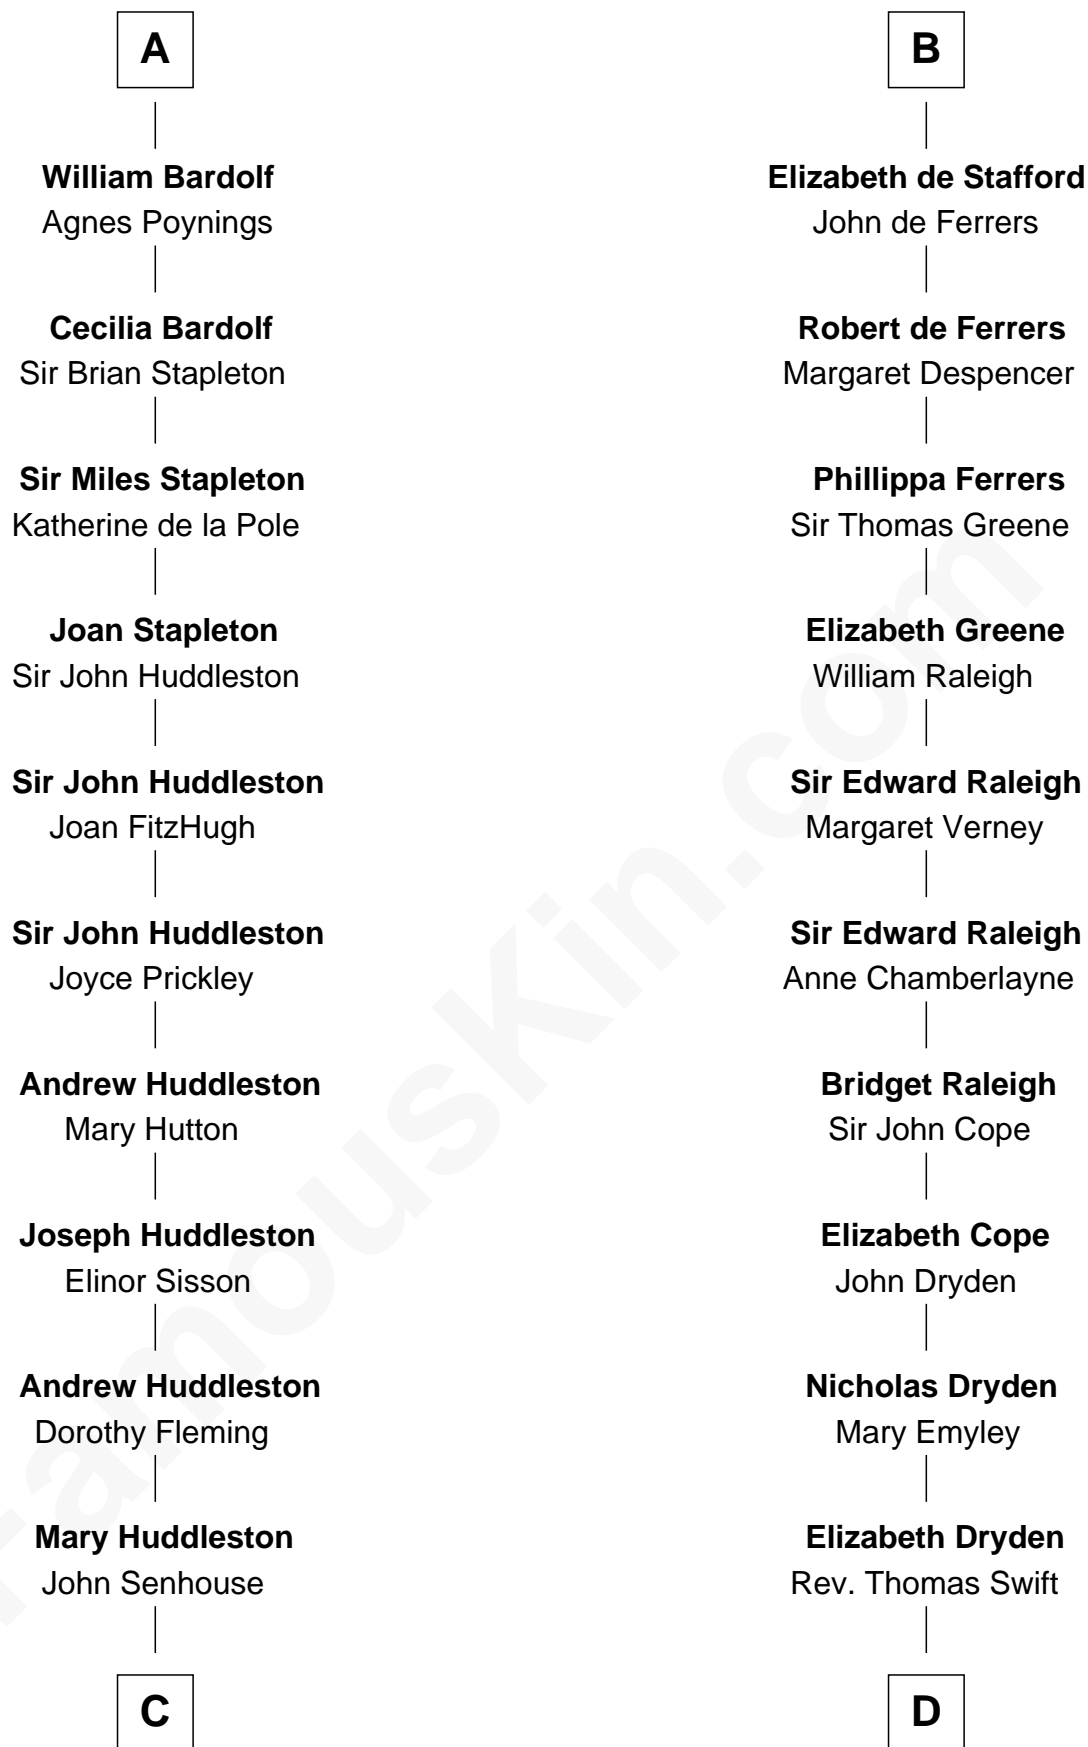 A
William Bardolf
Agnes Poynings
Cecilia Bardolf
Sir Brian Stapleton
Sir Miles Stapleton
Katherine de la Pole
Joan Stapleton
Sir John Huddleston
Sir John Huddleston
Joan FitzHugh
Sir John Huddleston
Joyce Prickley
Andrew Huddleston
Mary Hutton
Joseph Huddleston
Elinor Sisson
Andrew Huddleston
Dorothy Fleming
Mary Huddleston
John Senhouse
C
B
Elizabeth de Stafford
John de Ferrers
Robert de Ferrers
Margaret Despencer
Phillippa Ferrers
Sir Thomas Greene
Elizabeth Greene
William Raleigh
Sir Edward Raleigh
Margaret Verney
Sir Edward Raleigh
Anne Chamberlayne
Bridget Raleigh
Sir John Cope
Elizabeth Cope
John Dryden
Nicholas Dryden
Mary Emyley
Elizabeth Dryden
Rev. Thomas Swift
D
FamousKin.com